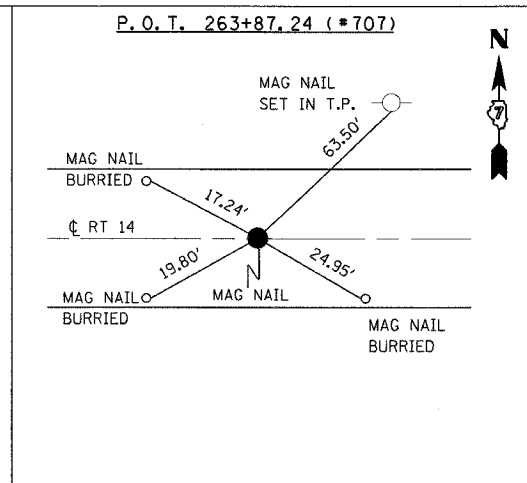 P.O.T. 263+87.24 (#707)
N
7
MAG NAIL
SET IN T.P.
63.50'
MAG NAIL
BURRIED
17.24'
℄ RT 14
19.80'
24.95'
MAG NAIL
BURRIED
MAG NAIL
MAG NAIL
BURRIED